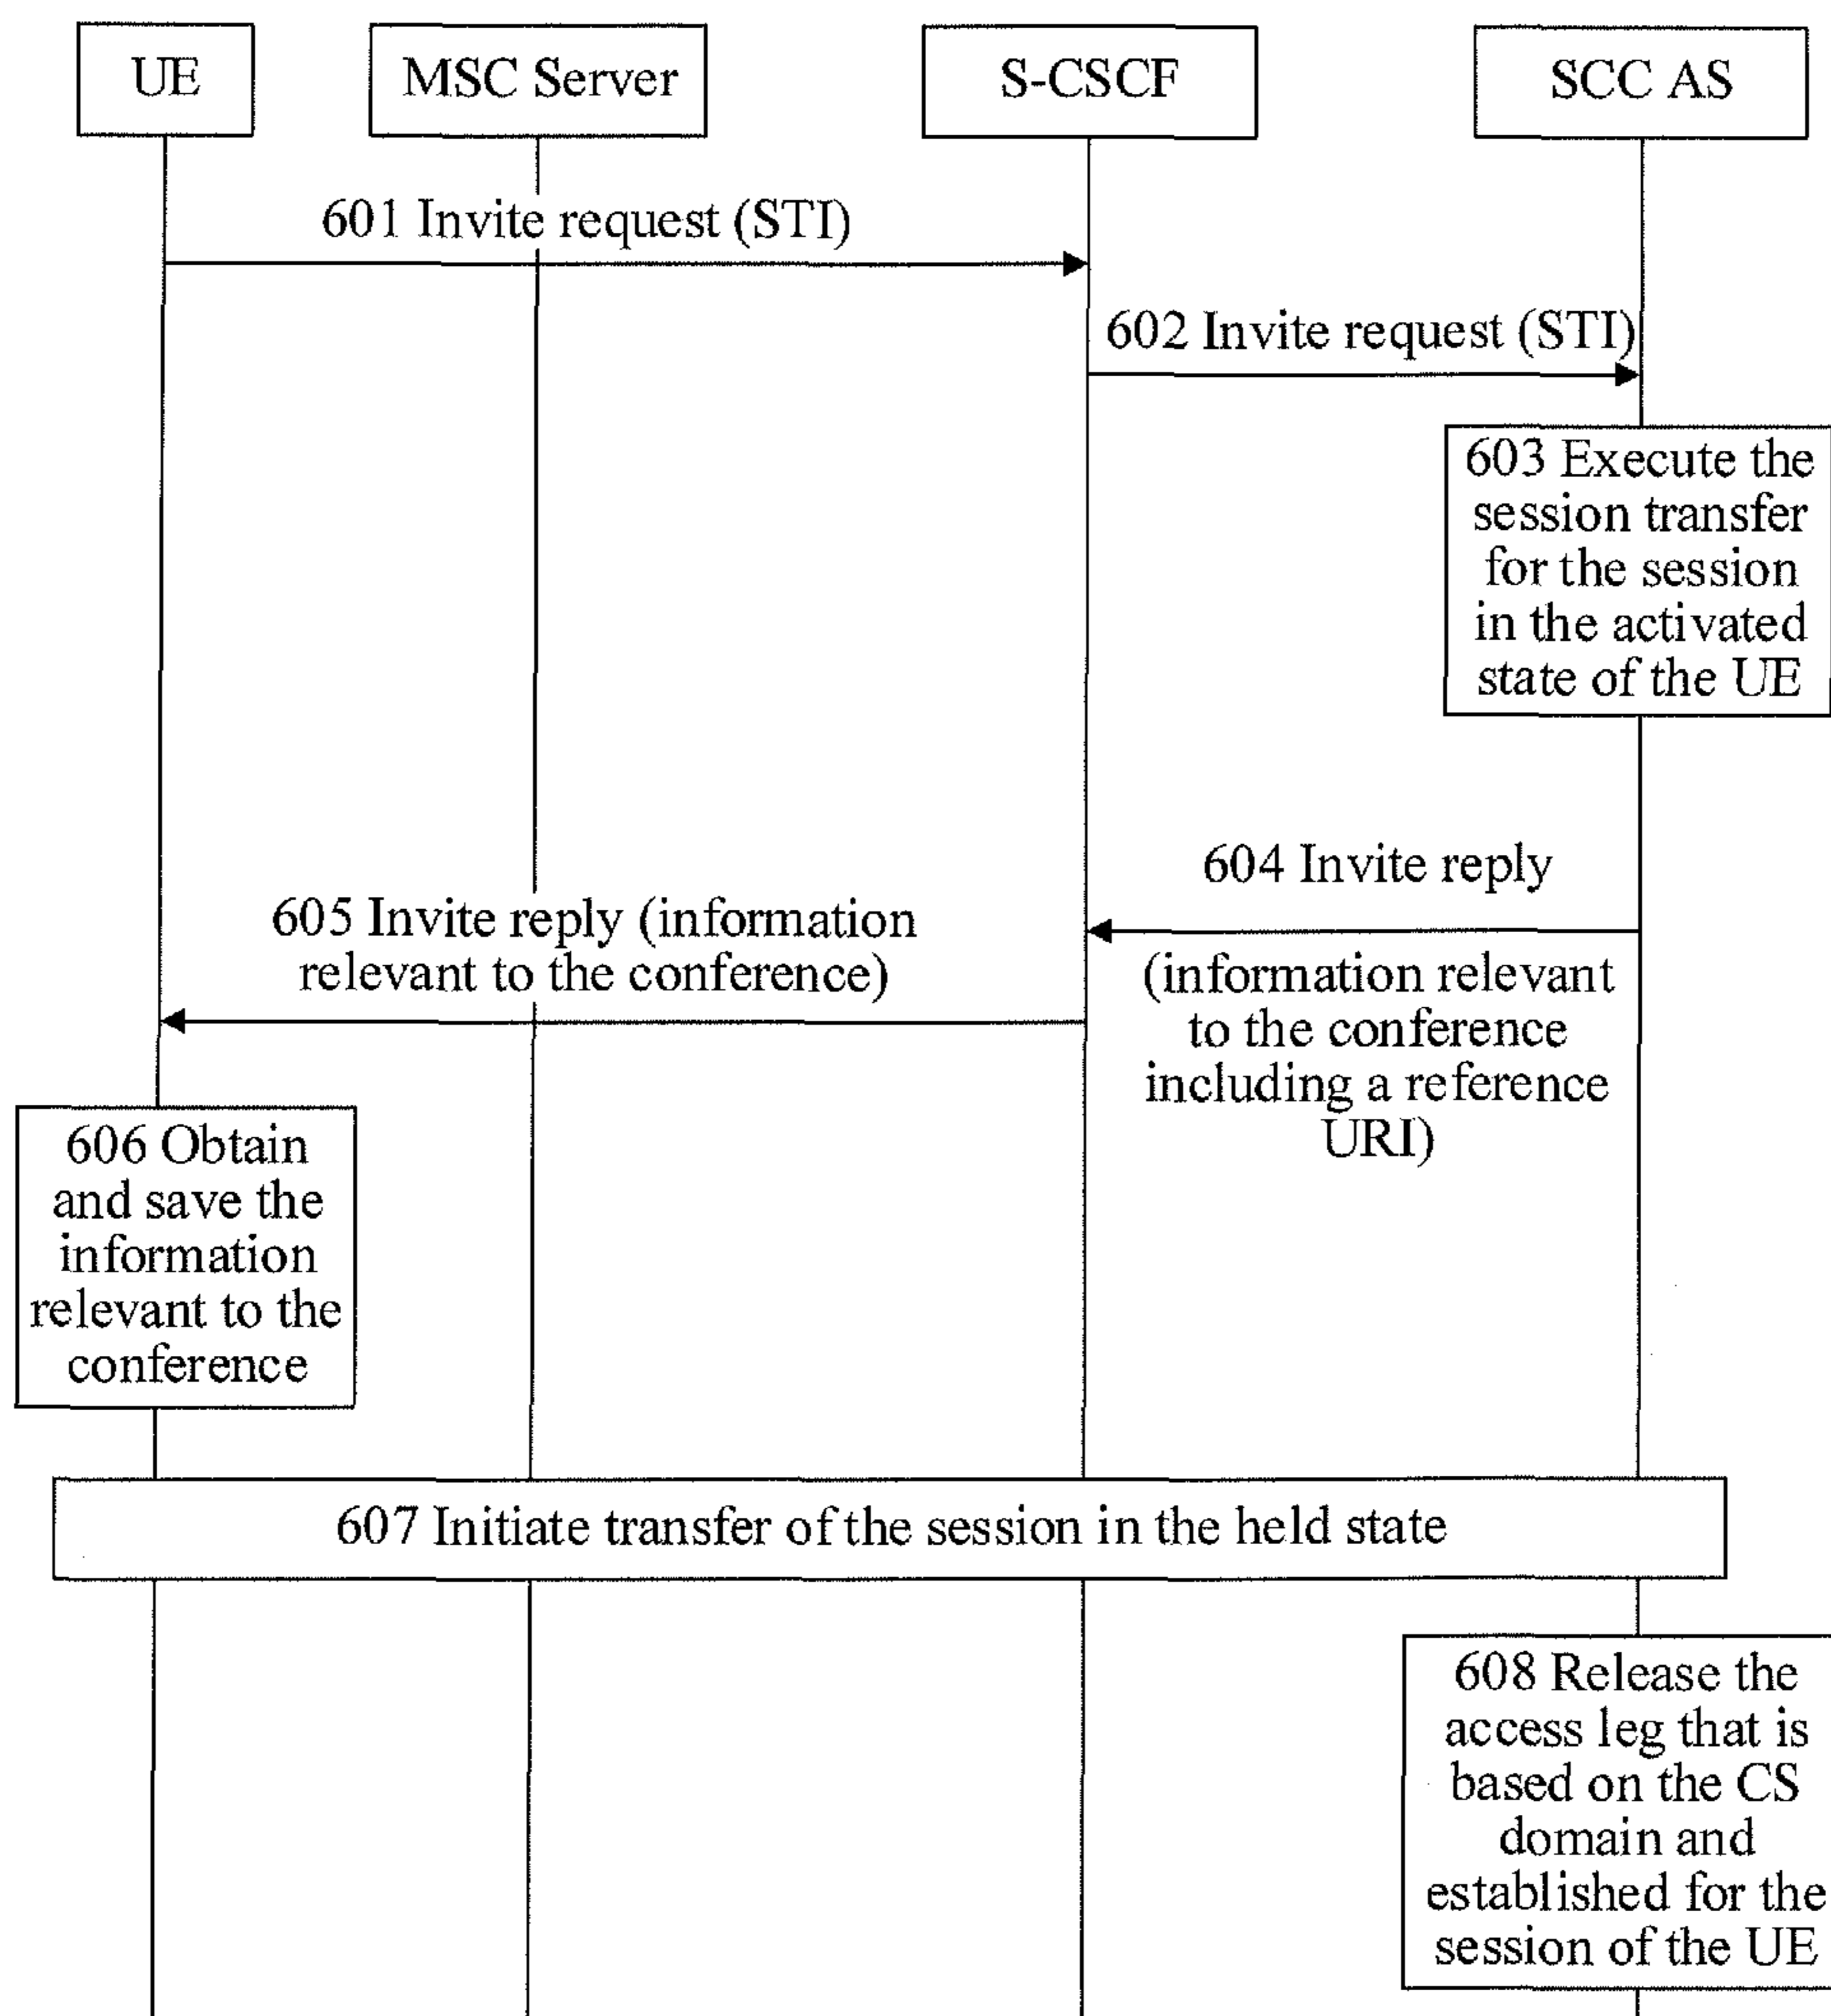 UE
MSC Server
S-CSCF
SCC AS
601 Invite request (STI)
602 Invite request (STI)
603 Execute the
session transfer
for the session
in the activated
state of the UE
604 Invite reply
(information relevant
to the conference
including a reference
URI)
605 Invite reply (information
relevant to the conference)
606 Obtain
and save the
information
relevant to the
conference
607 Initiate transfer of the session in the held state
608 Release the
access leg that is
based on the CS
domain and
established for the
session of the UE